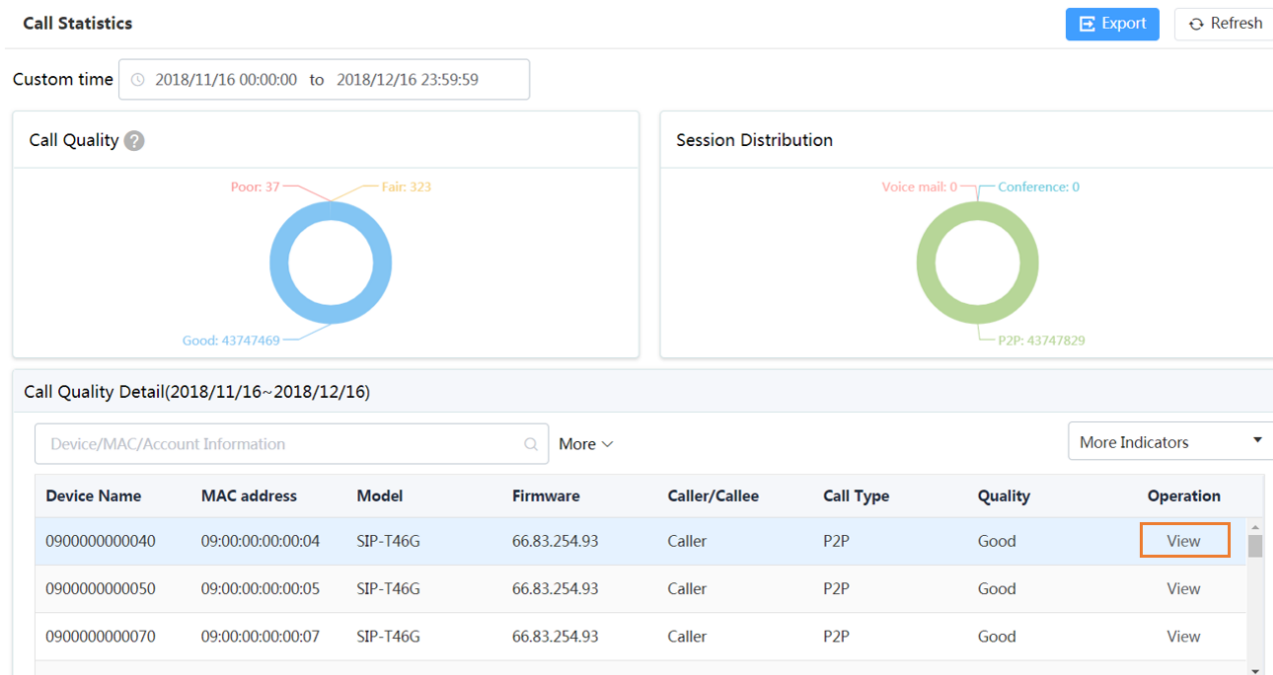 Call Statistics
Export
Refresh
Custom time 2018/11/16 00:00:00 to 2018/12/16 23:59:59
Call Quality ?
Poor: 37
Fair: 323
Good: 43747469
Session Distribution
Voice mail: 0
Conference: 0
P2P: 43747829
Call Quality Detail(2018/11/16~2018/12/16)
Device/MAC/Account Information
More
More Indicators
Device Name MAC address Model Firmware Caller/Callee Call Type Quality Operation
0900000000040 09:00:00:00:00:04 SIP-T46G 66.83.254.93 Caller P2P Good View
0900000000050 09:00:00:00:00:05 SIP-T46G 66.83.254.93 Caller P2P Good View
0900000000070 09:00:00:00:00:07 SIP-T46G 66.83.254.93 Caller P2P Good View